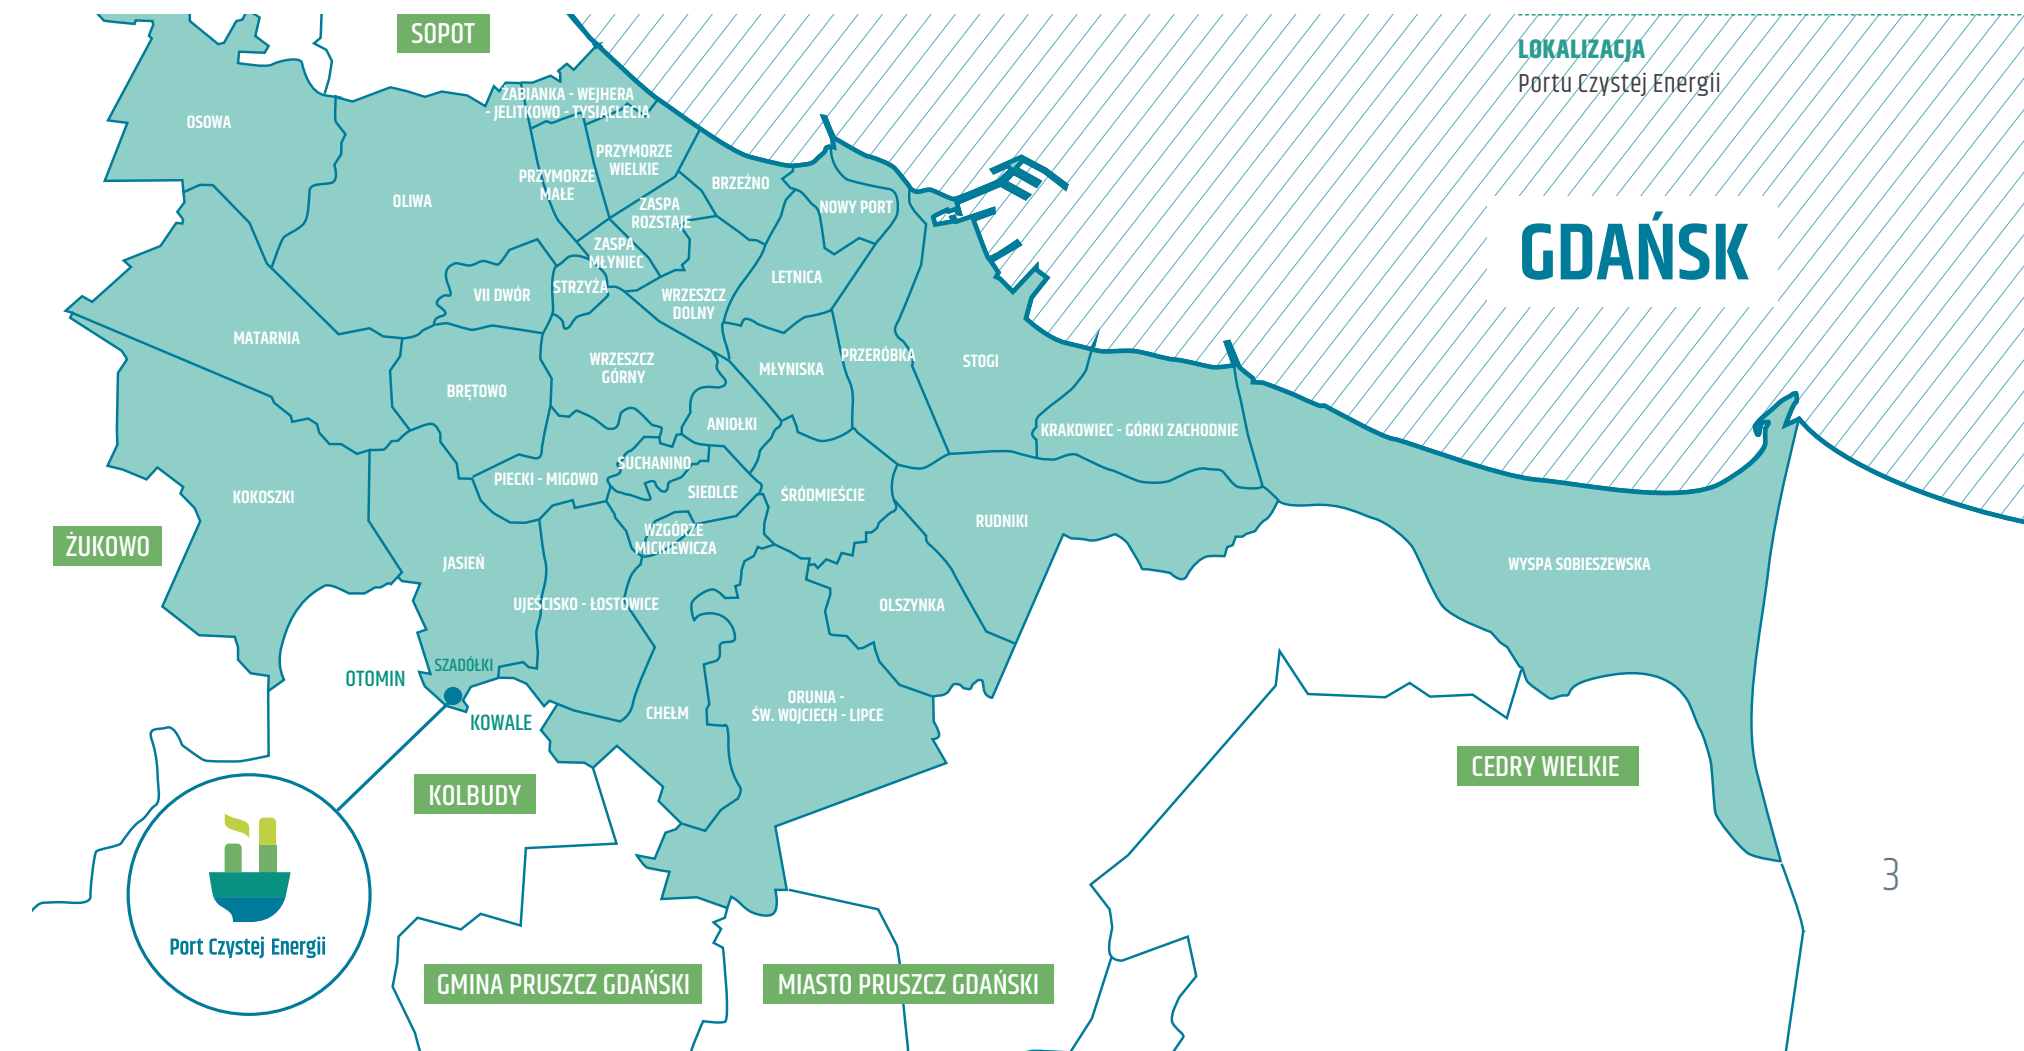 SOPOT
LOKALIZACJA
Portu Czystej Energii
ŻABIANKA - WEJHERA
- JELITKOWO - TYSIĄCLECIA
OSOWA
PRZYMORZE
WIELKIE
PRZYMORZE
MAŁE
BRZEŹNO
OLIWA
ZASPA
ROZSTAJE
NOWY PORT
GDAŃSK
ZASPA
MŁYNIEC
LETNICA
STRZYŻA
VII DWÓR
WRZESZCZ
DOLNY
MATARNIA
WRZESZCZ
GÓRNY
MŁYNISKA
PRZERÓBKA
STOGI
BRĘTOWO
ANIOŁKI
KRAKOWIEC - GÓRKI ZACHODNIE
SUCHANINO
PIECKI - MIGOWO
SIEDLCE
ŚRÓDMIEŚCIE
KOKOSZKI
RUDNIKI
WZGÓRZE
MICKIEWICZA
ŻUKOWO
JASIEŃ
WYSPA SOBIESZEWSKA
UJEŚCISKO - ŁOSTOWICE
OLSZYNKA
SZADÓŁKI
OTOMIN
ORUNIA -
ŚW. WOJCIECH - LIPCE
CHEŁM
KOWALE
CEDRY WIELKIE
KOLBUDY
3
Port Czystej Energii
GMINA PRUSZCZ GDAŃSKI
MIASTO PRUSZCZ GDAŃSKI